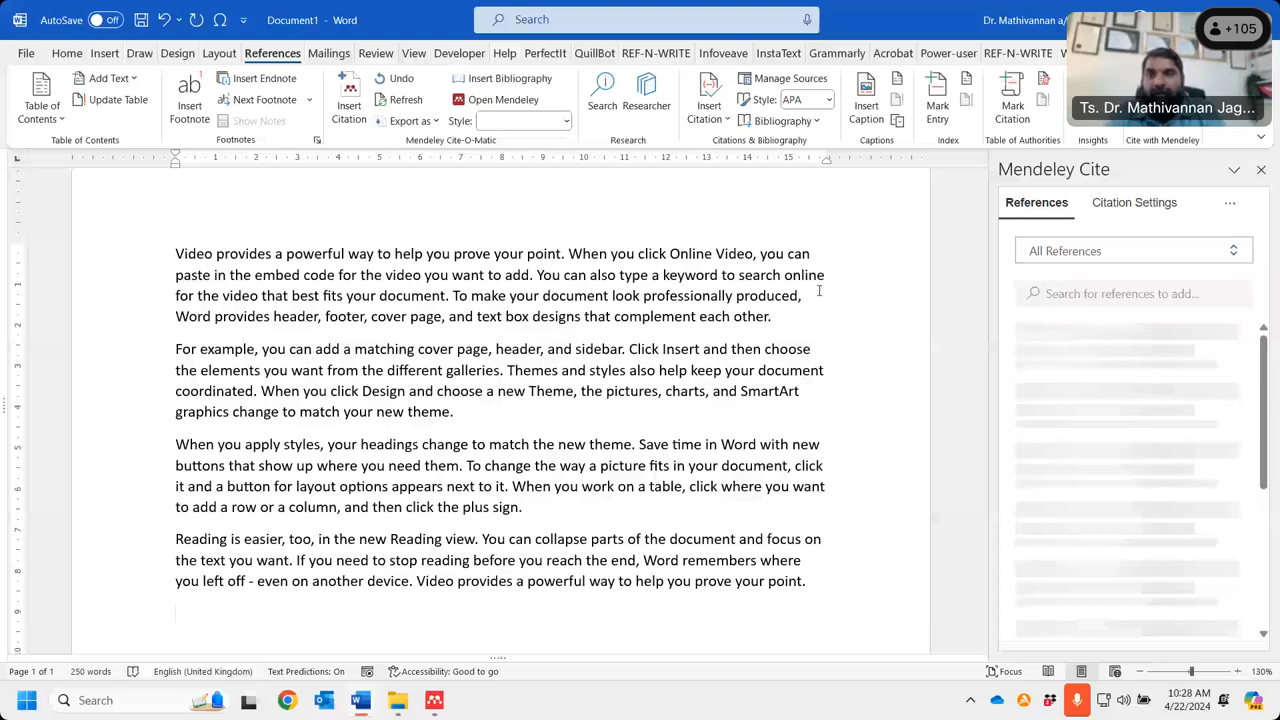 AutoSave Off Document1 - Word Search Dr. Mathivannan a/
+105
File Home Insert Draw Design Layout References Mailings Review View Developer Help PerfectIt QuillBot REF-N-WRITE Infoveave InstaText Grammarly Acrobat Power-user REF-N-WRITE
Ts. Dr. Mathivannan Jag...
Table of Contents Add Text Update Table
ab Insert Footnote Insert Endnote Next Footnote Show Notes
Insert Citation Undo Refresh Export as Insert Bibliography Open Mendeley Style:
Search Researcher
Insert Citation Manage Sources Style: APA Bibliography
Insert Caption
Mark Entry
Mark Citation
Table of Contents Footnotes Mendeley Cite-O-Matic Research Citations & Bibliography Captions Index Table of Authorities Insights Cite with Mendeley
1 2 3 4 5 6 7 8 9 10 11 12 13 14 15
Video provides a powerful way to help you prove your point. When you click Online Video, you can
paste in the embed code for the video you want to add. You can also type a keyword to search online
for the video that best fits your document. To make your document look professionally produced,
Word provides header, footer, cover page, and text box designs that complement each other.
For example, you can add a matching cover page, header, and sidebar. Click Insert and then choose
the elements you want from the different galleries. Themes and styles also help keep your document
coordinated. When you click Design and choose a new Theme, the pictures, charts, and SmartArt
graphics change to match your new theme.
When you apply styles, your headings change to match the new theme. Save time in Word with new
buttons that show up where you need them. To change the way a picture fits in your document, click
it and a button for layout options appears next to it. When you work on a table, click where you want
to add a row or a column, and then click the plus sign.
Reading is easier, too, in the new Reading view. You can collapse parts of the document and focus on
the text you want. If you need to stop reading before you reach the end, Word remembers where
you left off - even on another device. Video provides a powerful way to help you prove your point.
Mendeley Cite
References Citation Settings
All References
Search for references to add...
Page 1 of 1 250 words English (United Kingdom) Text Predictions: On Accessibility: Good to go Focus 130%
Search
10:28 AM
4/22/2024